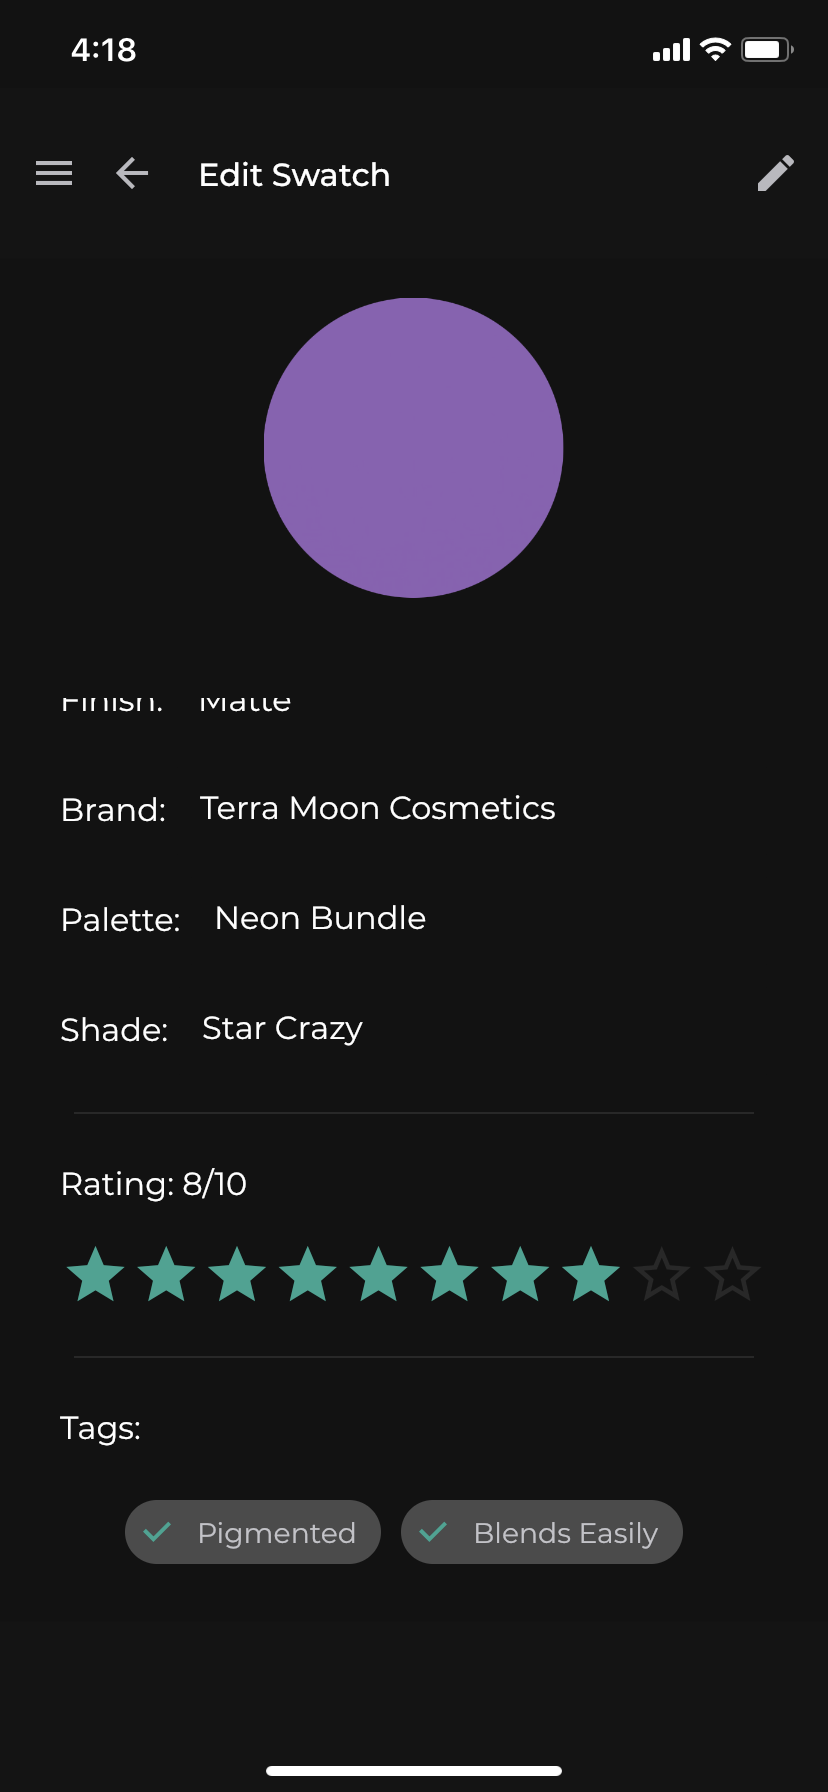 4:18
Edit Swatch
Finish: Matte
Brand: Terra Moon Cosmetics
Palette: Neon Bundle
Shade: Star Crazy
Rating: 8/10
Tags:
Pigmented Blends Easily